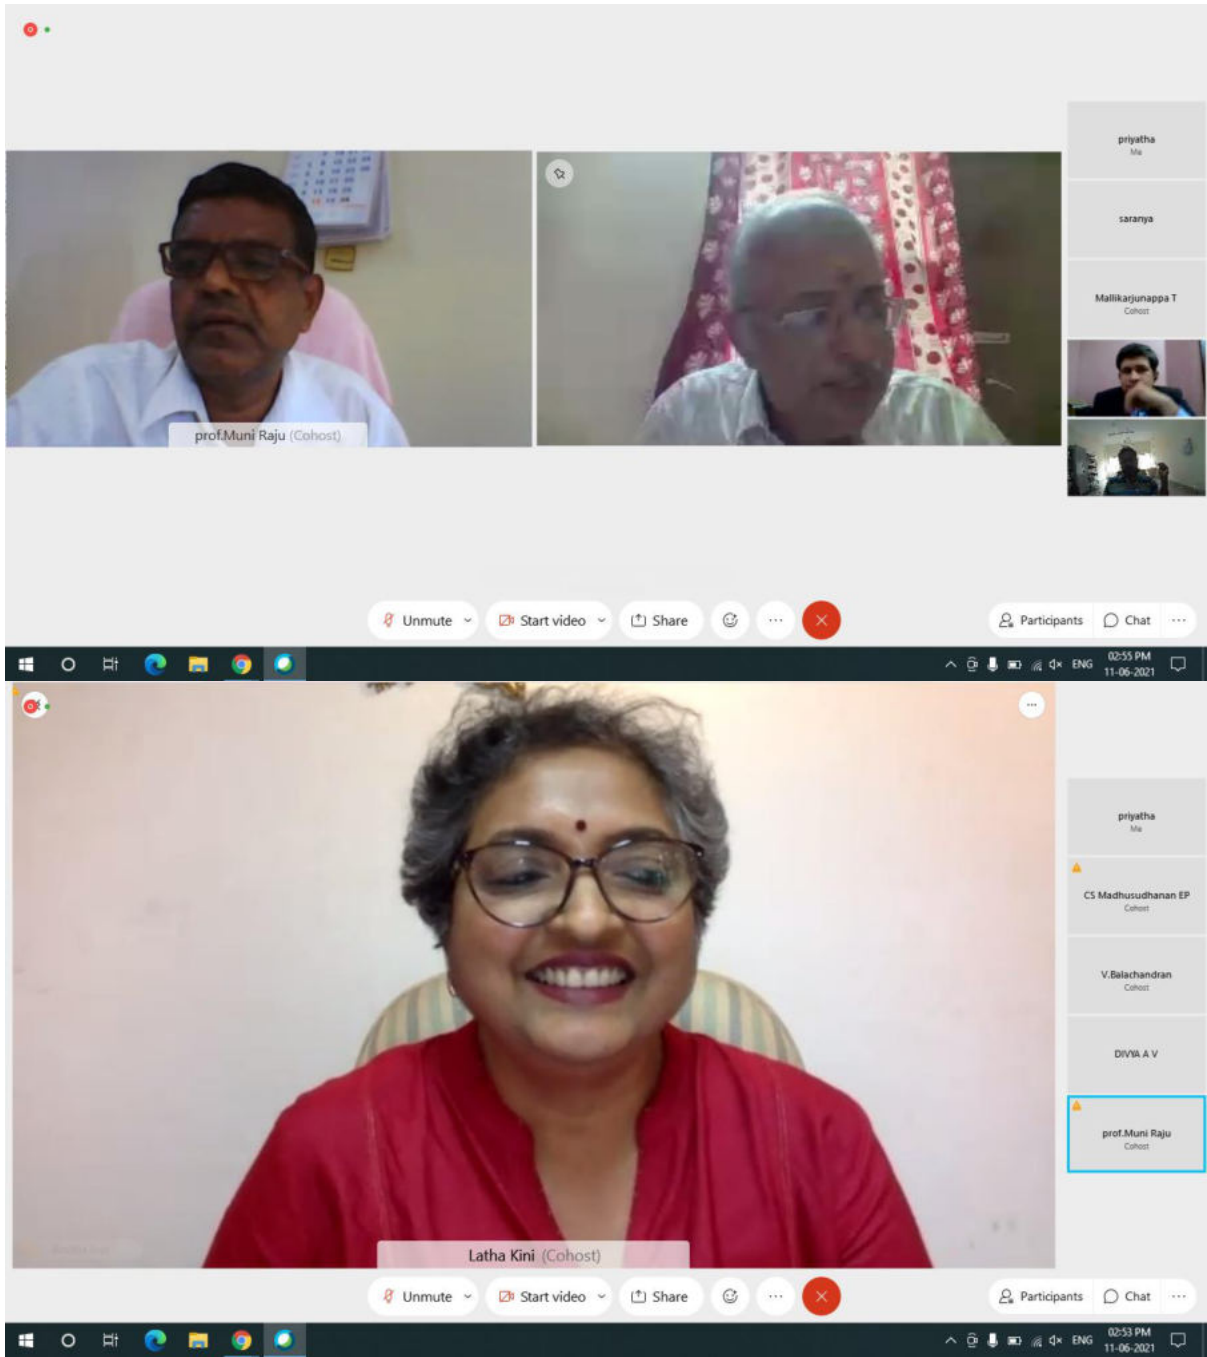 priyatha
Me
saranya
Mallikarjunappa T
Cohost
prof.Muni Raju (Cohost)
Unmute
Start video
Share
Participants
Chat
ENG
02:55 PM
11-06-2021
priyatha
Me
CS Madhusudhanan EP
Cohost
V.Balachandran
Cohost
DIVYA A V
prof.Muni Raju
Cohost
Latha Kini (Cohost)
Unmute
Start video
Share
Participants
Chat
ENG
02:53 PM
11-06-2021